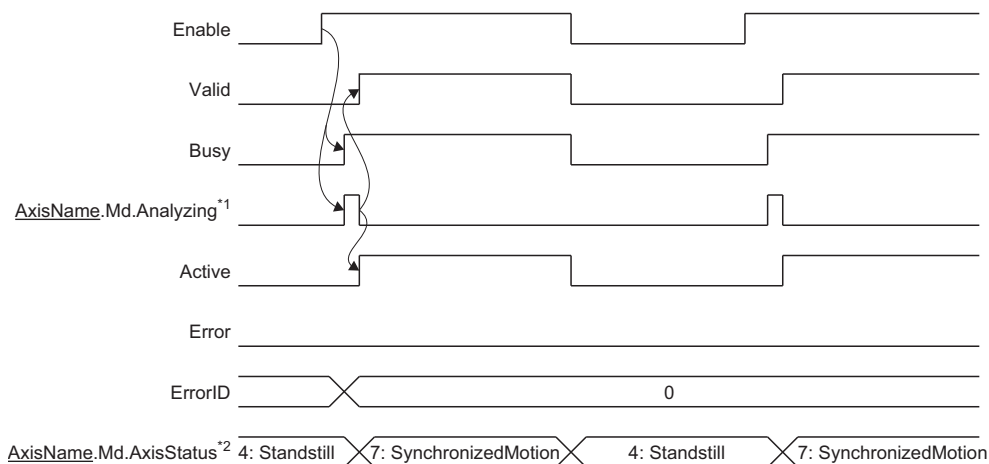 Enable
Valid
Busy
AxisName.Md.Analyzing*1
Active
Error
ErrorID 0
AxisName.Md.AxisStatus*2 4: Standstill 7: SynchronizedMotion 4: Standstill 7: SynchronizedMotion